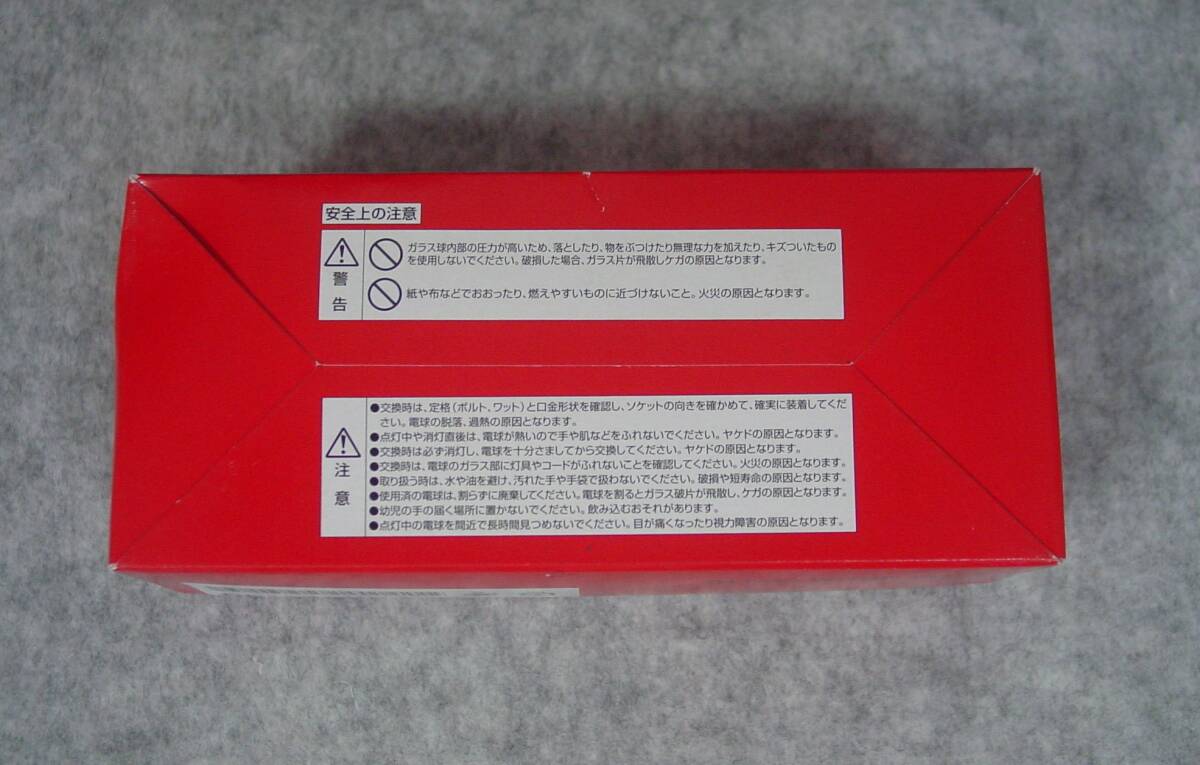 安全上の注意
ガラス球内部の圧力が高いため、落としたり、物をぶつけたり無理な力を加えたり、キズついたもの
を使用しないでください。破損した場合、ガラス片が飛散しケガの原因となります。
警告
紙や布などでおおったり、燃えやすいものに近づけないこと。火災の原因となります。
注意
●交換時は、定格(ボルト、ワット)と口金形状を確認し、ソケットの向きを確かめて、確実に装着してくだ
さい。電球の脱落、過熱の原因となります。
●点灯中や消灯直後は、電球が熱いので手や肌などをふれないでください。ヤケドの原因となります。
●交換時は必ず消灯し、電球を十分さましてから交換してください。ヤケドの原因となります。
●交換時は、電球のガラス部に灯具やコードがふれないことを確認してください。火災の原因となります。
●取り扱う時は、水や油を避け、汚れた手や手袋で扱わないでください。破損や短寿命の原因となります。
●使用済の電球は、割らずに廃棄してください。電球を割るとガラス破片が飛散し、ケガの原因となります。
●幼児の手の届く場所に置かないでください。飲み込むおそれがあります。
●点灯中の電球を間近で長時間見つめないでください。目が痛くなったり視力障害の原因となります。